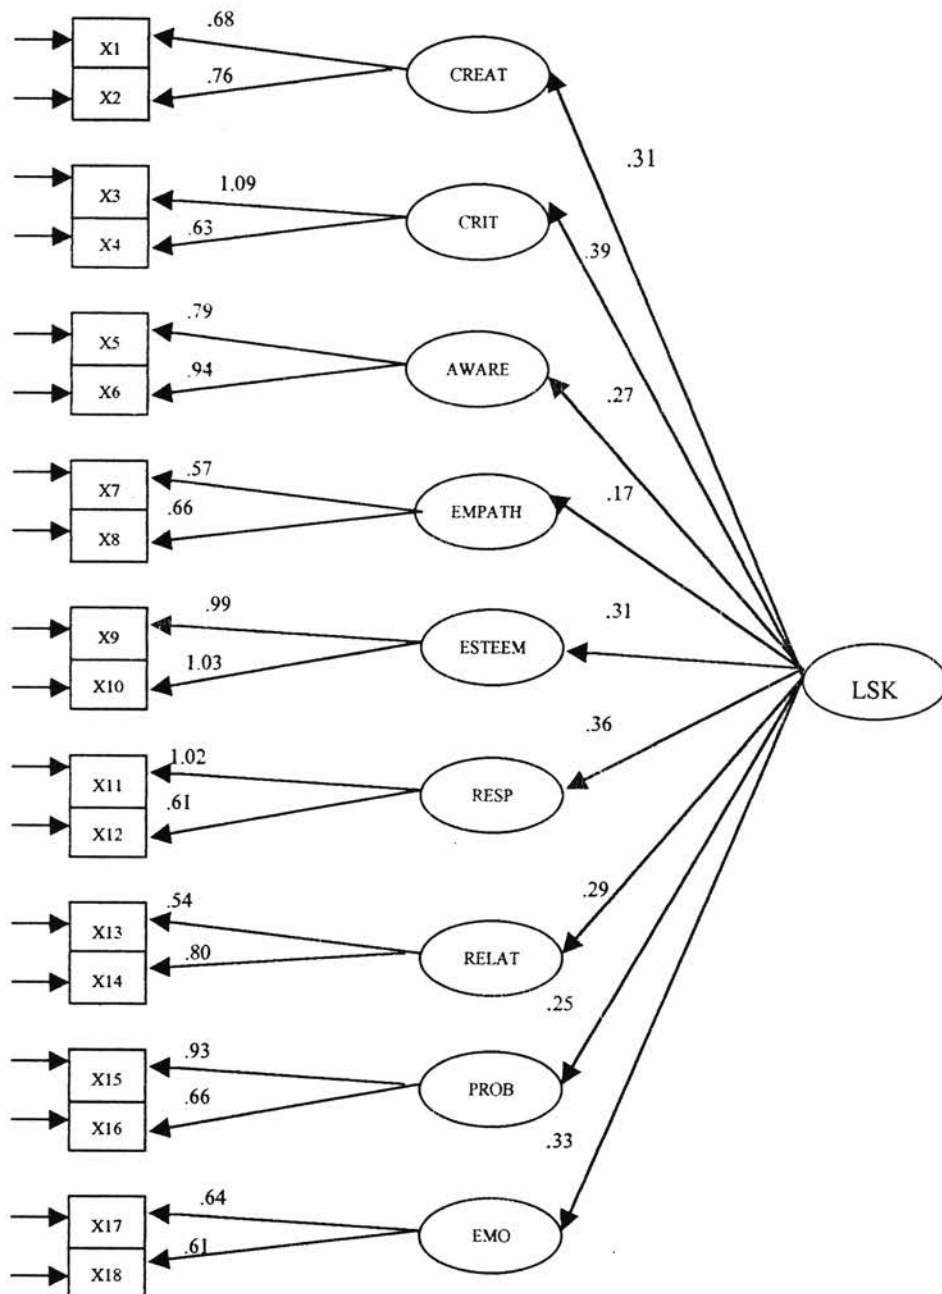 .68
X1
CREAT
.76
X2
.31
X3
1.09
CRIT
.63
X4
.39
.79
X5
AWARE
.94
X6
.27
X7
.57
.17
EMPATH
.66
X8
.99
X9
.31
ESTEEM
1.03
X10
LSK
.36
1.02
X11
RESP
.61
X12
.29
.54
X13
RELAT
.80
X14
.25
.93
X15
PROB
.66
X16
.33
.64
X17
EMO
.61
X18